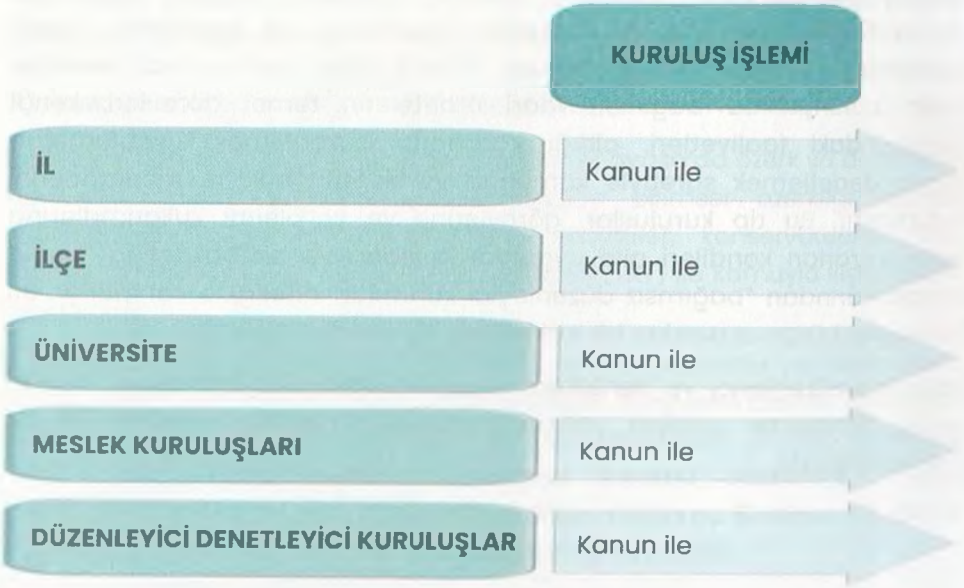 KURULUŞ İŞLEMİ
İL Kanun ile
İLÇE Kanun ile
ÜNİVERSİTE Kanun ile
MESLEK KURULUŞLARI Kanun ile
DÜZENLEYİCİ DENETLEYİCİ KURULUŞLAR Kanun ile